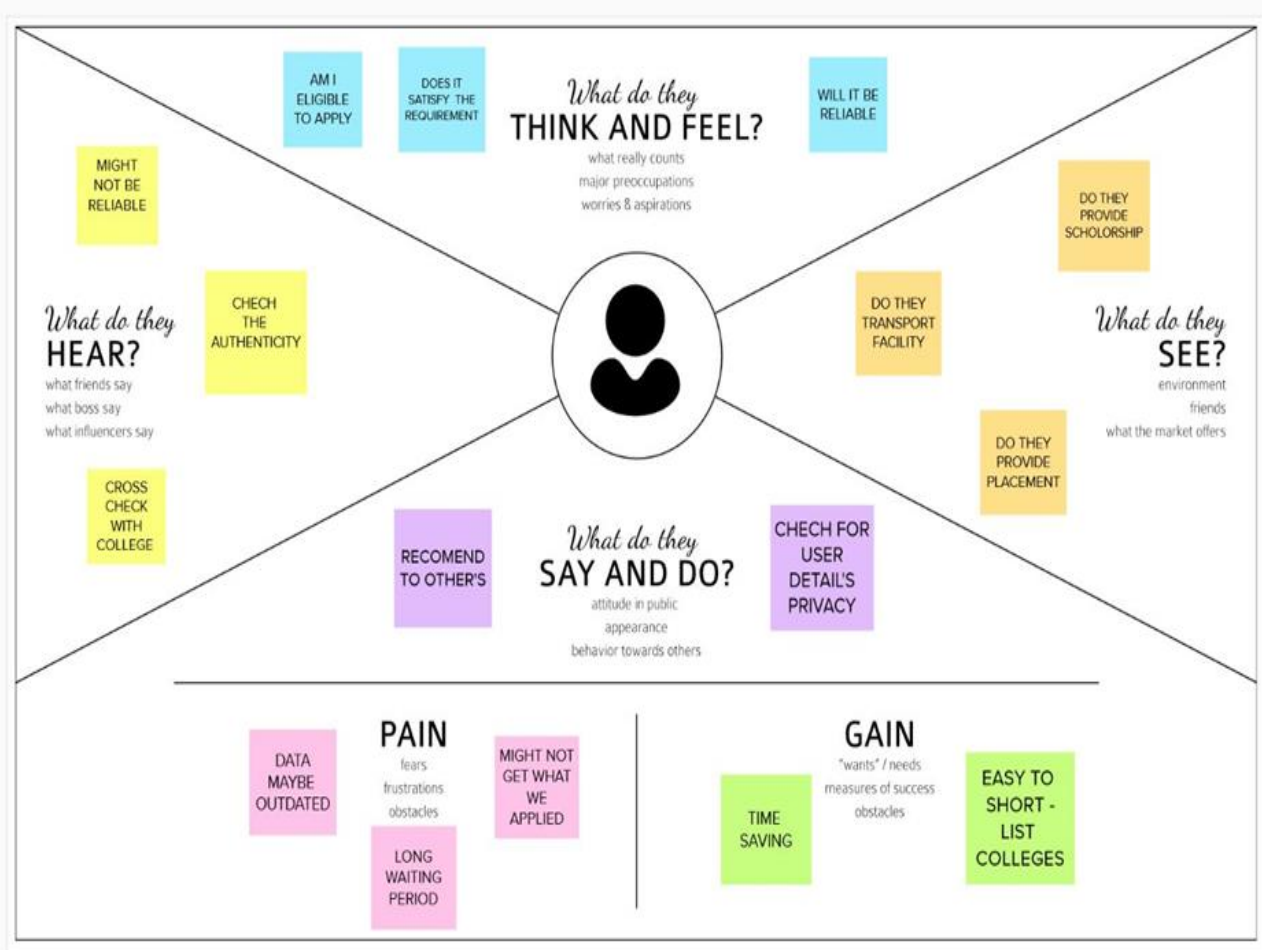 AM I
ELIGIBLE
TO APPLY
DOES IT
SATISFY THE
REQUIREMENT
What do they
THINK AND FEEL?
what really counts
major preoccupations
worries & aspirations
WILL IT BE
RELIABLE
MIGHT
NOT BE
RELIABLE
What do they
HEAR?
what friends say
what boss say
what influencers say
CHECH
THE
AUTHENTICITY
CROSS
CHECK
WITH
COLLEGE
DO THEY
PROVIDE
SCHOLORSHIP
DO THEY
TRANSPORT
FACILITY
What do they
SEE?
environment
friends
what the market offers
DO THEY
PROVIDE
PLACEMENT
RECOMEND
TO OTHER'S
What do they
SAY AND DO?
attitude in public
appearance
behavior towards others
CHECH FOR
USER
DETAIL'S
PRIVACY
DATA
MAYBE
OUTDATED
PAIN
fears
frustrations
obstacles
MIGHT NOT
GET WHAT
WE
APPLIED
LONG
WAITING
PERIOD
TIME
SAVING
GAIN
"wants" / needs
measures of success
obstacles
EASY TO
SHORT -
LIST
COLLEGES